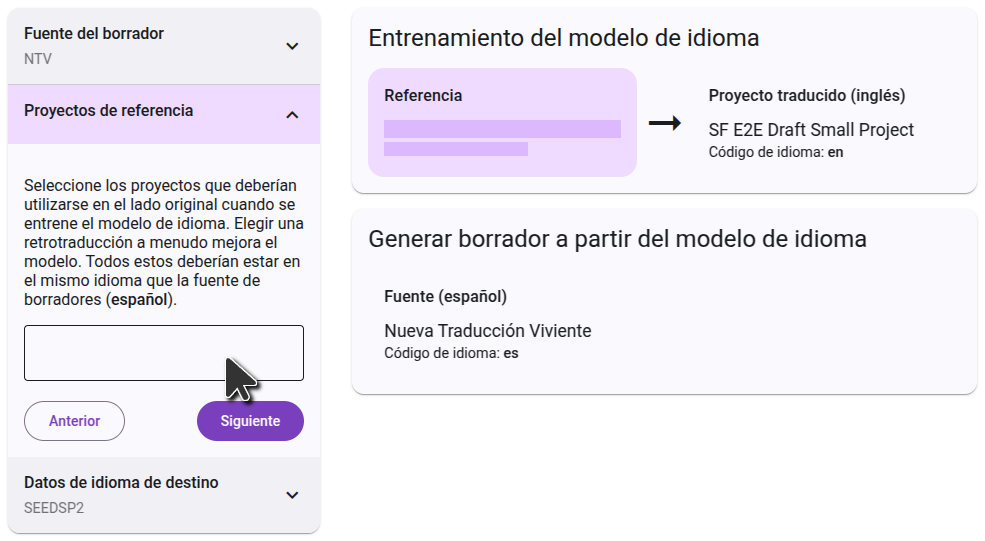 Fuente del borrador
NTV
Proyectos de referencia
Seleccione los proyectos que deberían
utilizarse en el lado original cuando se
entrene el modelo de idioma. Elegir una
retrotraducción a menudo mejora el
modelo. Todos estos deberían estar en
el mismo idioma que la fuente de
borradores (español).
Anterior
Siguiente
Datos de idioma de destino
SEEDSP2
Entrenamiento del modelo de idioma
Referencia
Proyecto traducido (inglés)
SF E2E Draft Small Project
Código de idioma: en
Generar borrador a partir del modelo de idioma
Fuente (español)
Nueva Traducción Viviente
Código de idioma: es